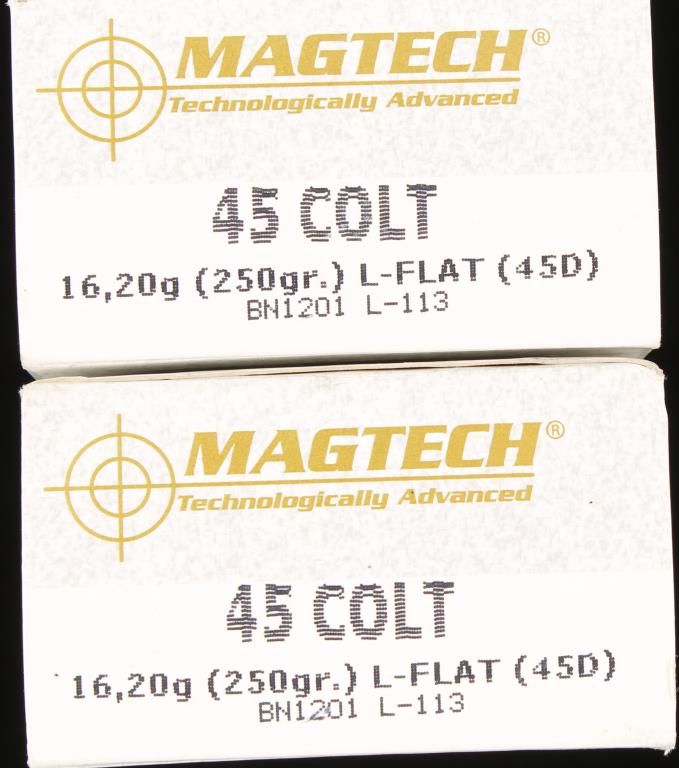 MAGTECH®
Technologically Advanced
45 COLT
16,20g (250gr.) L-FLAT (45D)
BN1201 L-113
MAGTECH®
Technologically Advanced
45 COLT
16,20g (250gr.) L-FLAT (45D)
BN1201 L-113